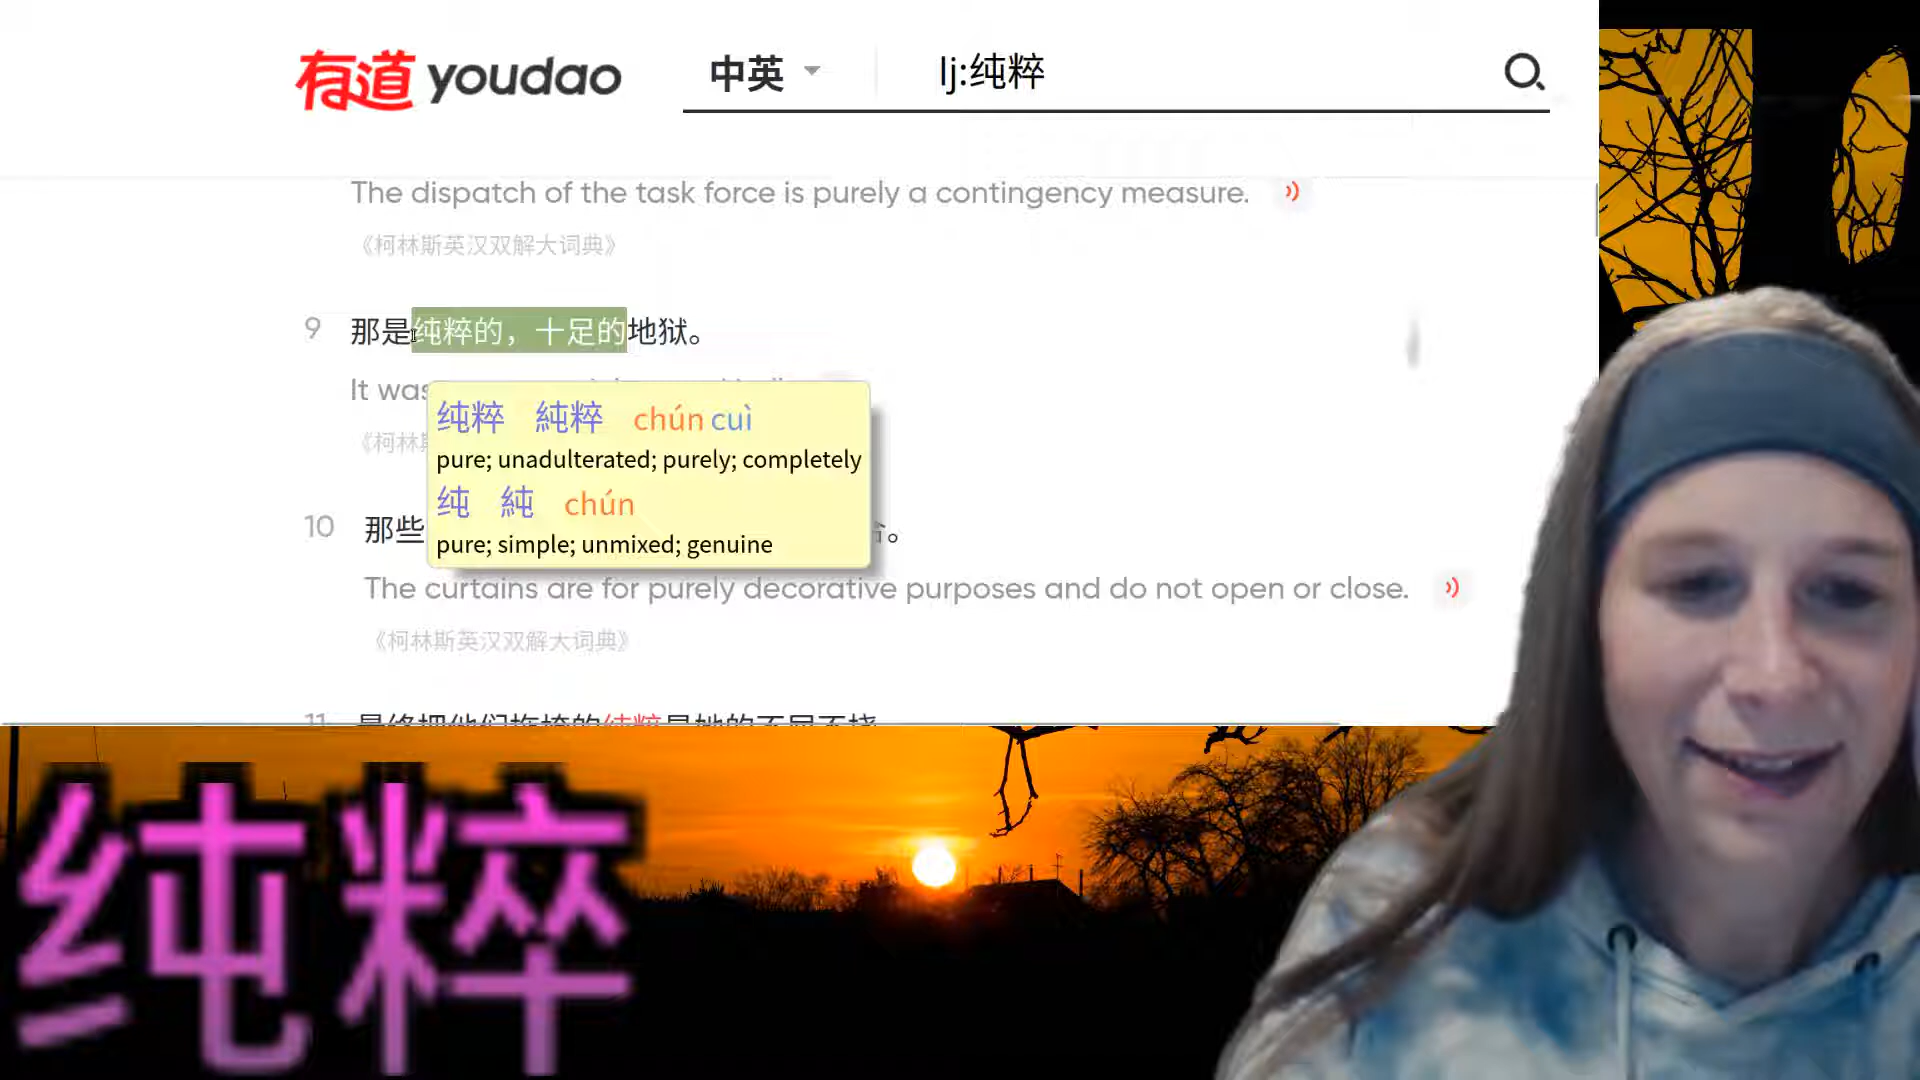 有道 youdao 中英 lj:纯粹
The dispatch of the task force is purely a contingency measure.
《柯林斯英汉双解大词典》
9 那是纯粹的，十足的地狱。
It was
《柯林
纯粹 純粹 chún cuì
pure; unadulterated; purely; completely
纯 純 chún
pure; simple; unmixed; genuine
10 那些 。
The curtains are for purely decorative purposes and do not open or close.
《柯林斯英汉双解大词典》
纯粹